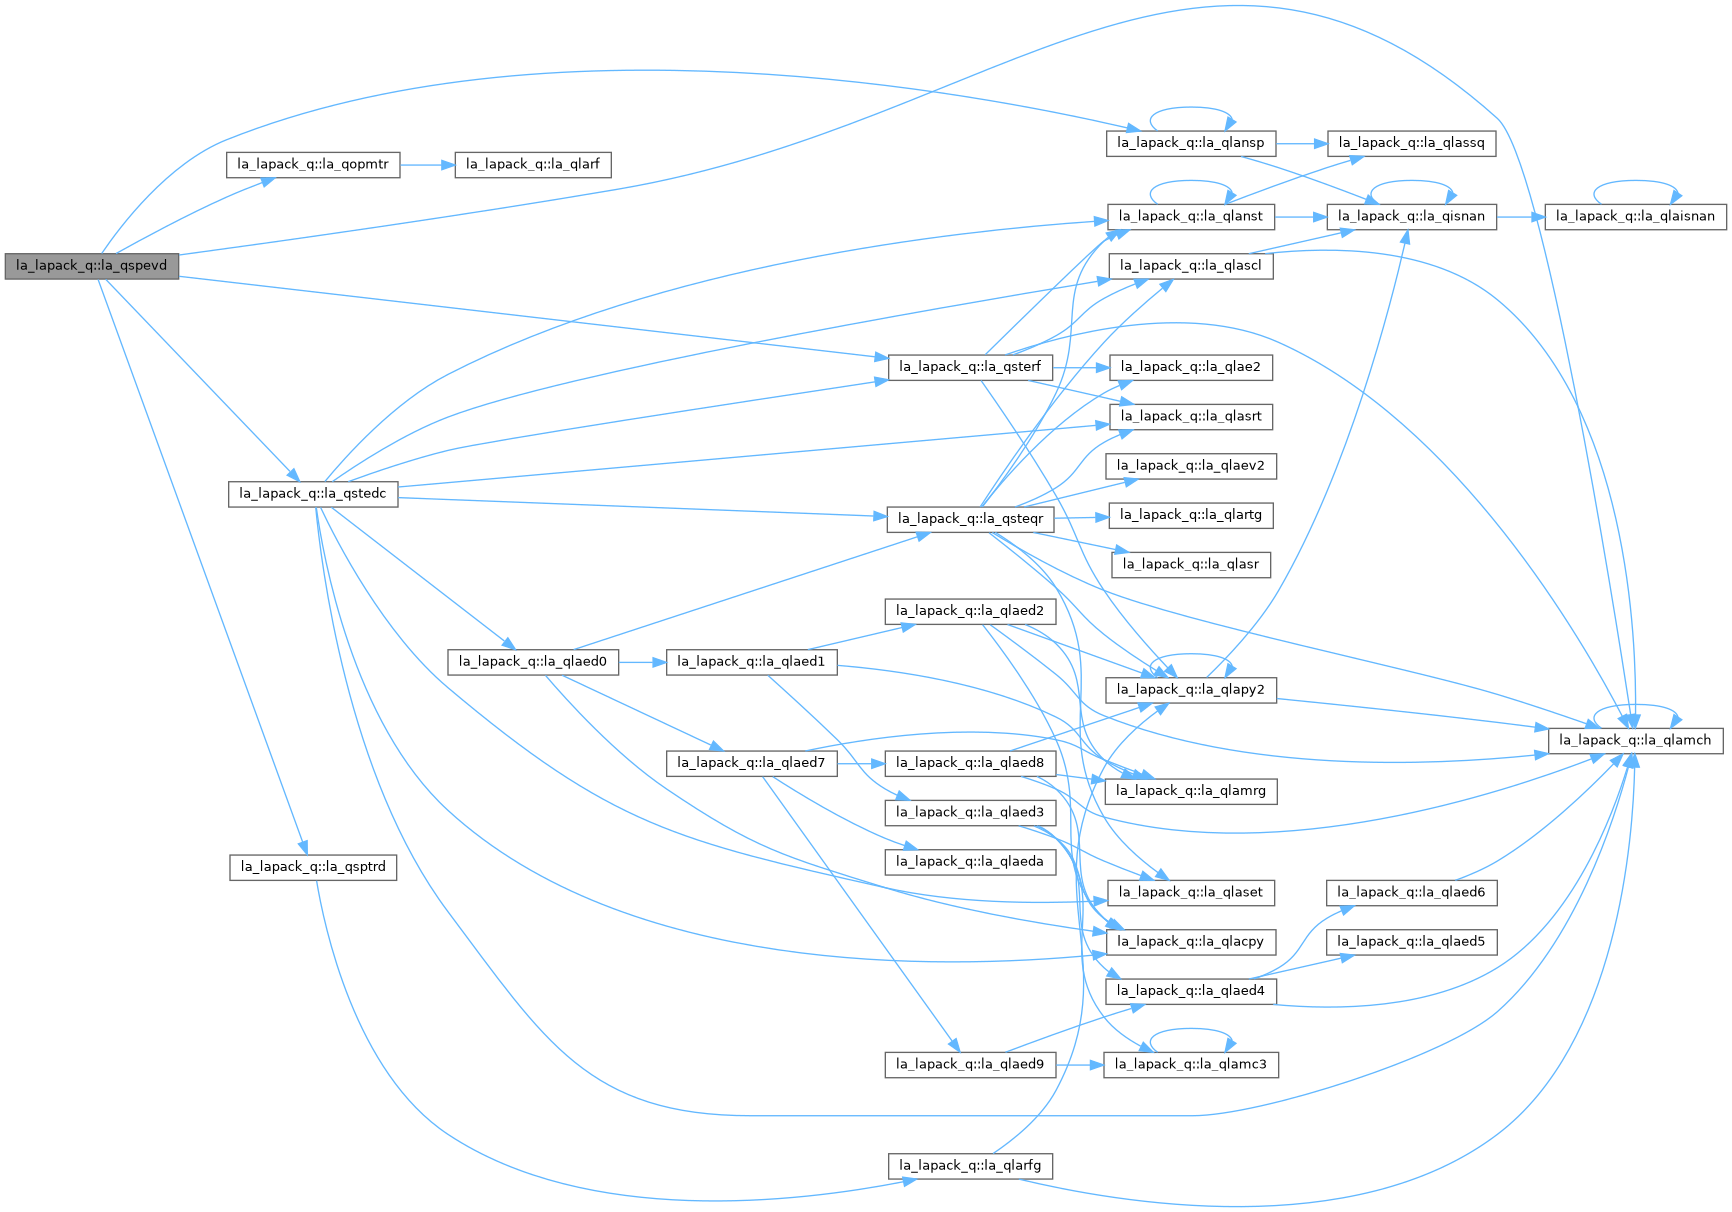 la_lapack_q::la_qspevd
la_lapack_q::la_qopmtr
la_lapack_q::la_qlarf
la_lapack_q::la_qlansp
la_lapack_q::la_qlassq
la_lapack_q::la_qlanst
la_lapack_q::la_qisnan
la_lapack_q::la_qlaisnan
la_lapack_q::la_qlascl
la_lapack_q::la_qsterf
la_lapack_q::la_qlae2
la_lapack_q::la_qlasrt
la_lapack_q::la_qlaev2
la_lapack_q::la_qstedc
la_lapack_q::la_qsteqr
la_lapack_q::la_qlartg
la_lapack_q::la_qlasr
la_lapack_q::la_qlaed2
la_lapack_q::la_qlaed0
la_lapack_q::la_qlaed1
la_lapack_q::la_qlapy2
la_lapack_q::la_qlamch
la_lapack_q::la_qlaed7
la_lapack_q::la_qlaed8
la_lapack_q::la_qlamrg
la_lapack_q::la_qlaed3
la_lapack_q::la_qlaeda
la_lapack_q::la_qsptrd
la_lapack_q::la_qlaset
la_lapack_q::la_qlaed6
la_lapack_q::la_qlacpy
la_lapack_q::la_qlaed5
la_lapack_q::la_qlaed4
la_lapack_q::la_qlaed9
la_lapack_q::la_qlamc3
la_lapack_q::la_qlarfg